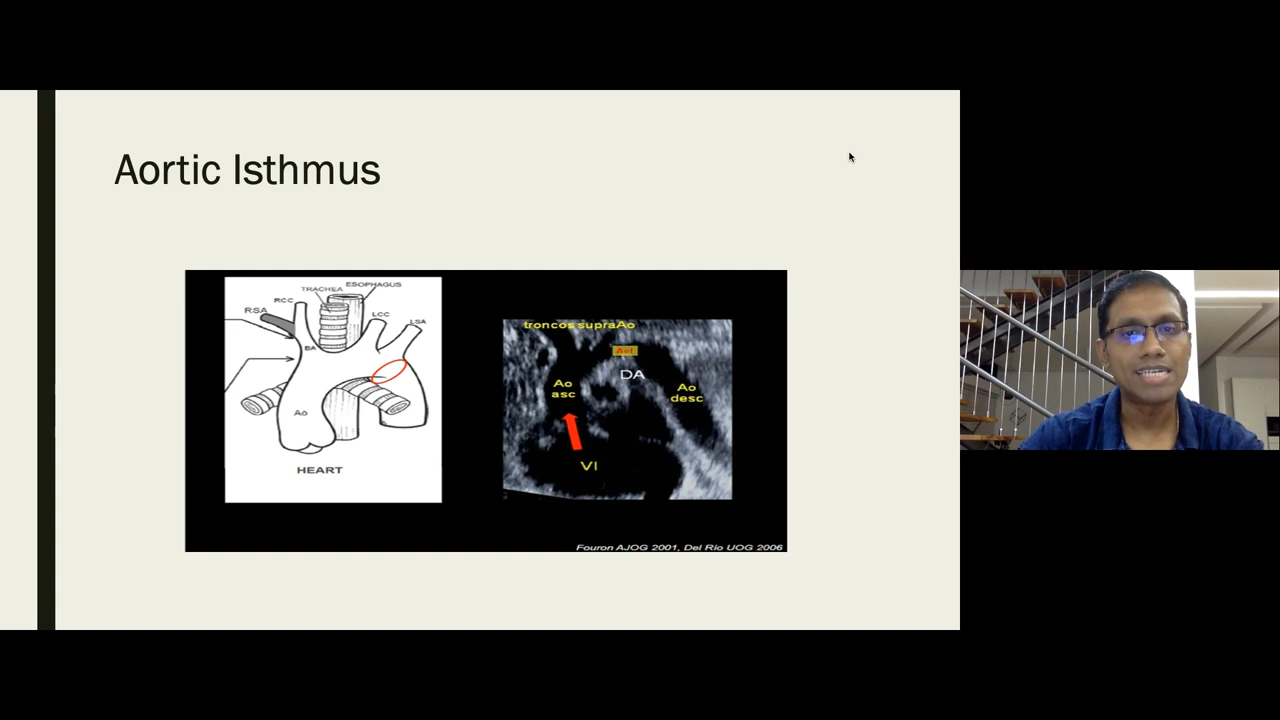 Aortic Isthmus
TRACHEA
ESOPHAGUS
RCC
RSA
LCC
LSA
BA
Ao
HEART
troncos supraAo
AoI
DA
Ao
asc
Ao
desc
VI
Fouron AJOG 2001, Del Río UOG 2006